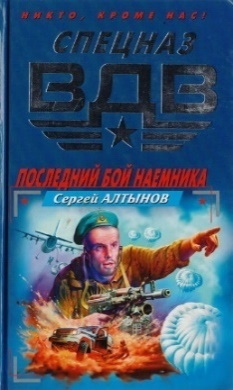 НИКТО, КРОМЕ НАС!
СПЕЦНАЗ
ВДВ
ПОСЛЕДНИЙ БОЙ НАЕМНИКА
Сергей АЛТЫНОВ